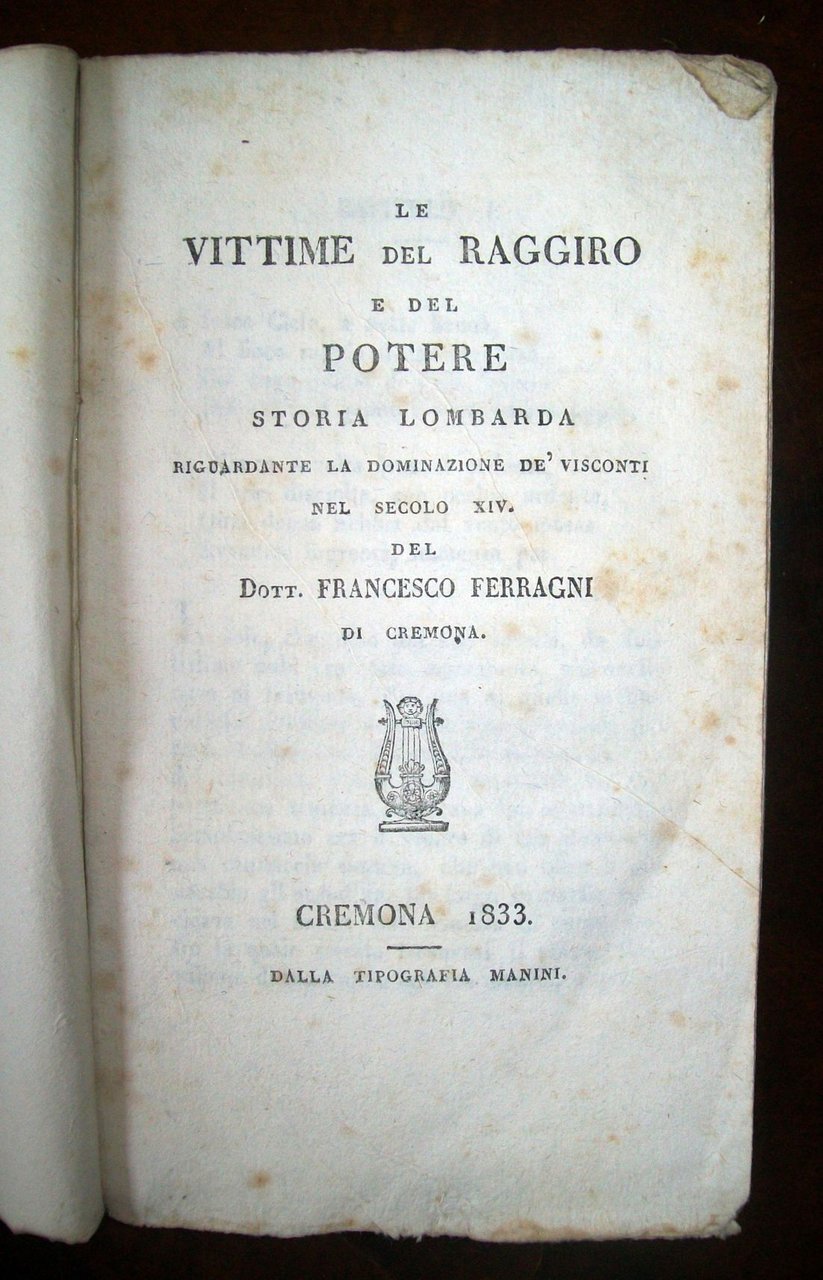 LE
VITTIME DEL RAGGIRO
E DEL
POTERE
STORIA LOMBARDA
RIGUARDANTE LA DOMINAZIONE DE' VISCONTI
NEL SECOLO XIV.
DEL
DOTT. FRANCESCO FERRAGNI
DI CREMONA.
CREMONA 1833.
DALLA TIPOGRAFIA MANINI.